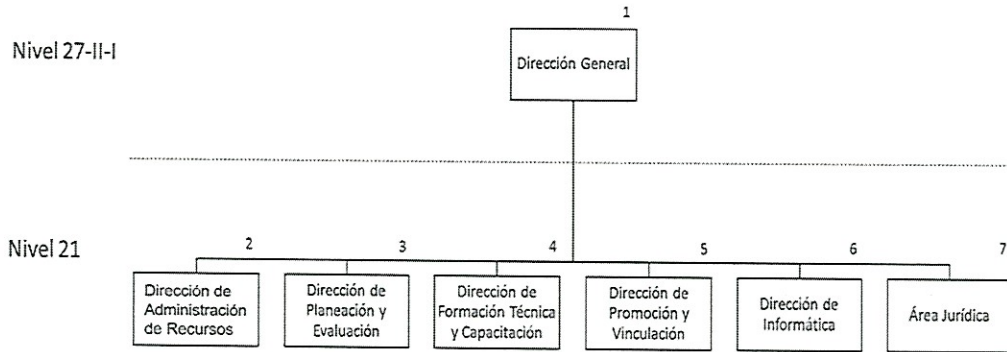 1
Nivel 27-II-I
Dirección General
Nivel 21
2
3
4
5
6
7
Dirección de
Administración
de Recursos
Dirección de
Planeación y
Evaluación
Dirección de
Formación Técnica
y Capacitación
Dirección de
Promoción y
Vinculación
Dirección de
Informática
Área Jurídica